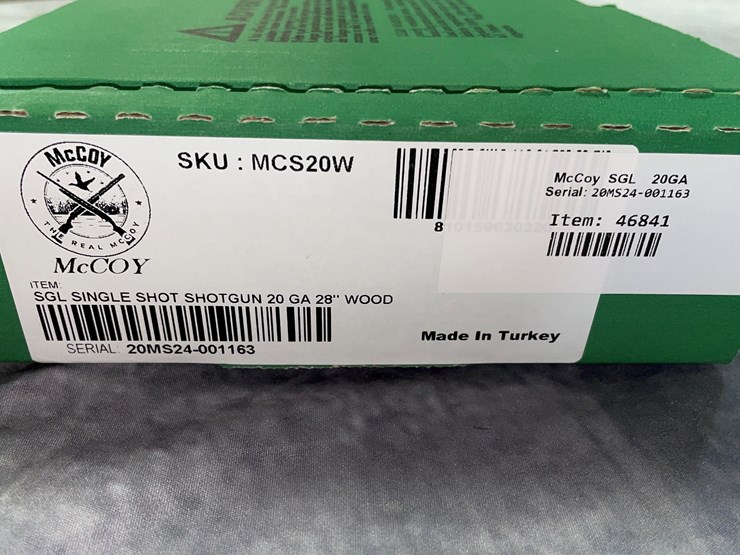 McCOY
THE REAL McCOY
McCOY
SKU : MCS20W
ITEM:
SGL SINGLE SHOT SHOTGUN 20 GA 28" WOOD
SERIAL: 20MS24-001163
Made In Turkey
McCoy SGL 20GA
Serial: 20MS24-001163
Item: 46841